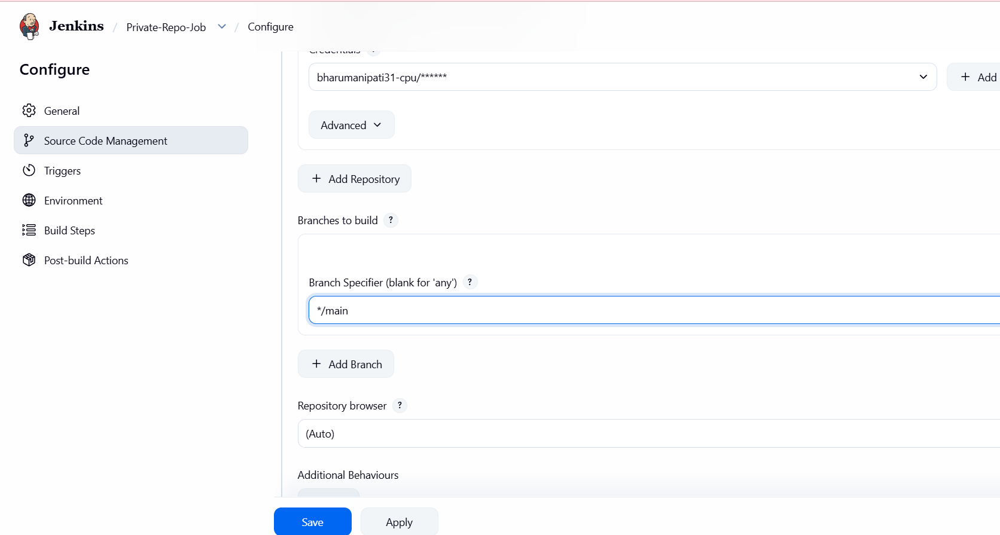 Jenkins / Private-Repo-Job / Configure
Configure
General
Source Code Management
Triggers
Environment
Build Steps
Post-build Actions
Credentials ?
bharumanipati31-cpu/******
+ Add
Advanced
+ Add Repository
Branches to build ?
Branch Specifier (blank for 'any') ?
*/main
+ Add Branch
Repository browser ?
(Auto)
Additional Behaviours
Save
Apply